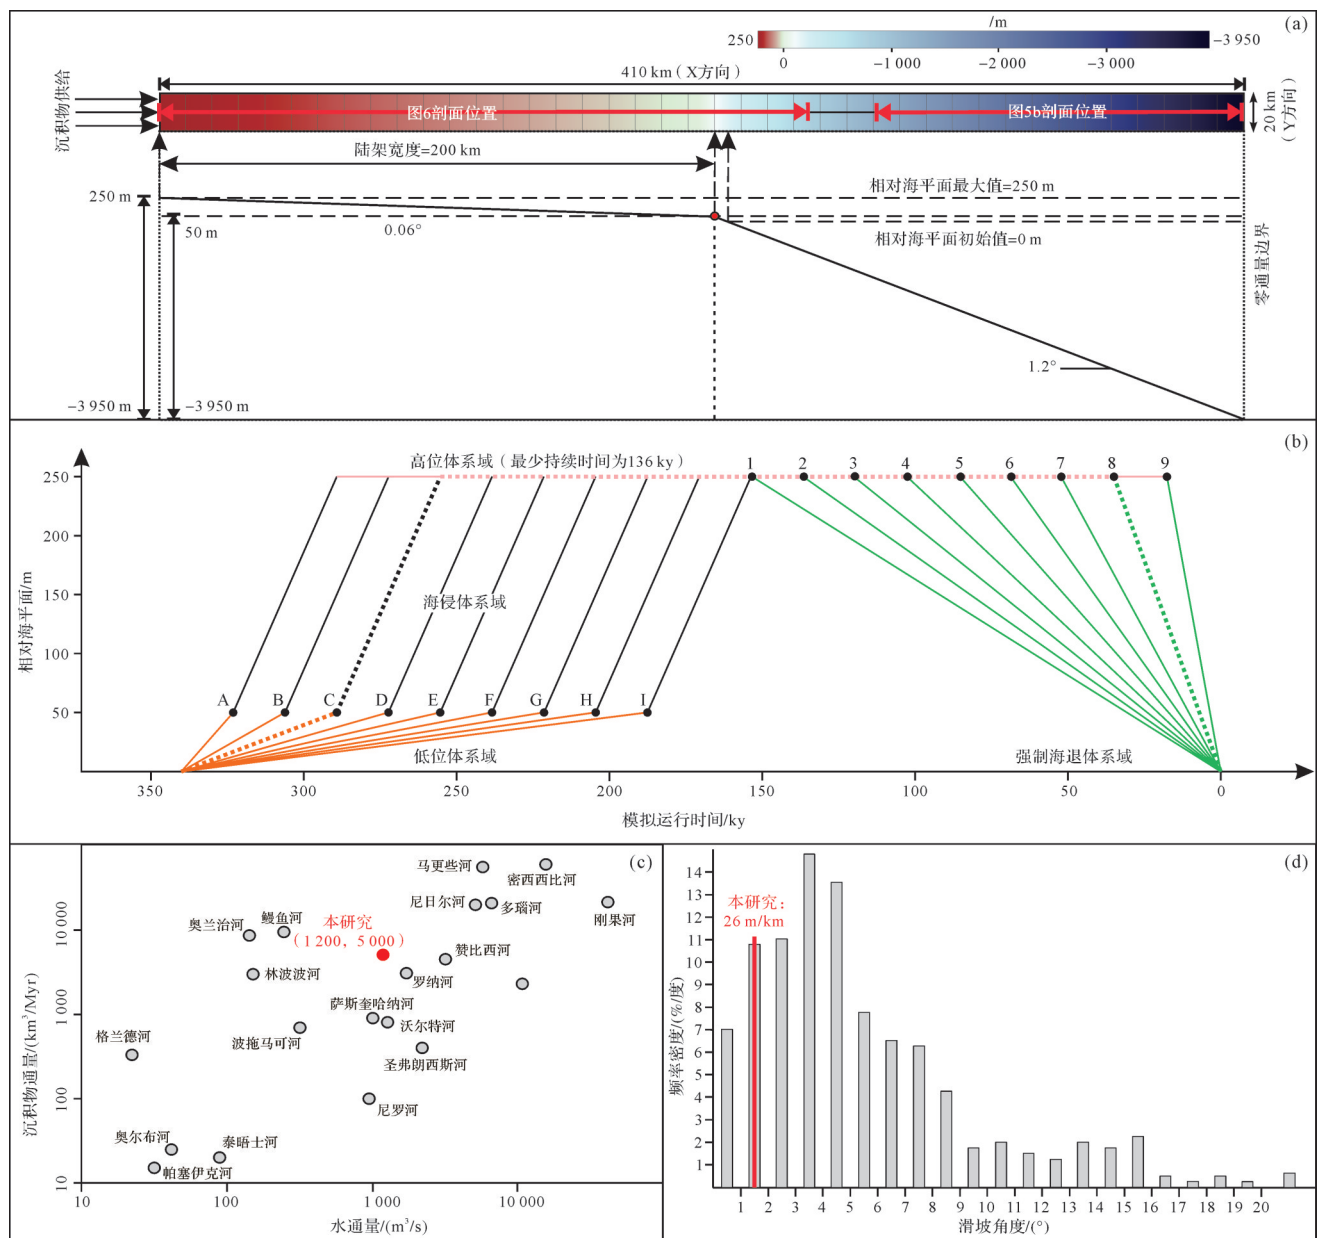 (a)
/m
250
−3 950
0
−1 000
−2 000
−3 000
410 km（X方向）
沉积物供给
图6剖面位置
图5b剖面位置
20 km
（Y方向）
陆架宽度=200 km
相对海平面最大值=250 m
250 m
50 m
0.06°
相对海平面初始值=0 m
零通量边界
1.2°
−3 950 m
−3 950 m
(b)
高位体系域（最少持续时间为136 ky）
1 2 3 4 5 6 7 8 9
250
200
150
100
50
相对海平面/m
海侵体系域
A B C D E F G H I
低位体系域
强制海退体系域
350 300 250 200 150 100 50 0
模拟运行时间/ky
(c)
马更些河
密西西比河
尼日尔河
多瑙河
刚果河
奥兰治河
鳗鱼河
本研究
（1 200，5 000）
赞比西河
林波波河
罗纳河
萨斯奎哈纳河
沃尔特河
格兰德河
波拖马可河
圣弗朗西斯河
尼罗河
奥尔布河
泰晤士河
帕塞伊克河
10 000
1 000
100
10
沉积物通量/(km³/Myr)
10 100 1 000 10 000
水通量/(m³/s)
(d)
本研究：
26 m/km
14
13
12
11
10
9
8
7
6
5
4
3
2
1
频率密度/(%/度)
1 2 3 4 5 6 7 8 9 10 11 12 13 14 15 16 17 18 19 20
滑坡角度/(°)